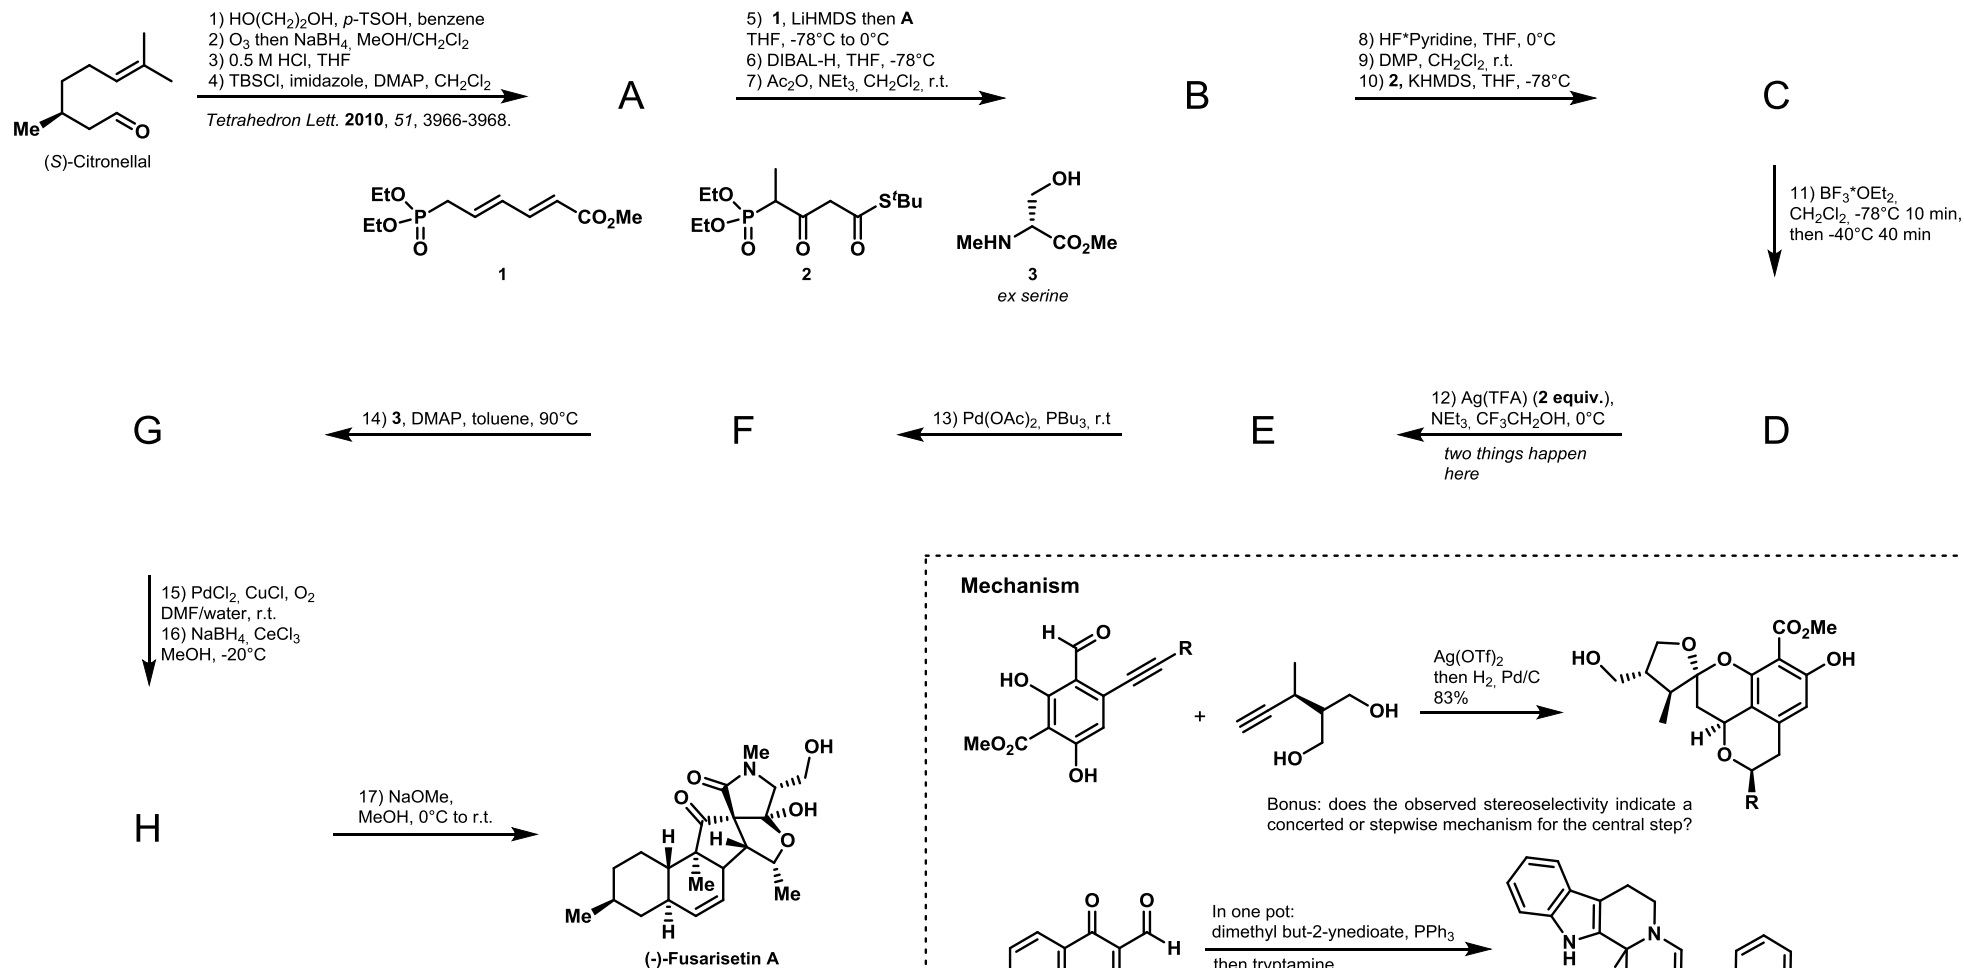 1) HO(CH2)2OH, p-TSOH, benzene
2) O3 then NaBH4, MeOH/CH2Cl2
3) 0.5 M HCl, THF
4) TBSCl, imidazole, DMAP, CH2Cl2
Tetrahedron Lett. 2010, 51, 3966-3968.
Me
O
(S)-Citronellal
A
5) 1, LiHMDS then A
THF, -78°C to 0°C
6) DIBAL-H, THF, -78°C
7) Ac2O, NEt3, CH2Cl2, r.t.
B
8) HF*Pyridine, THF, 0°C
9) DMP, CH2Cl2, r.t.
10) 2, KHMDS, THF, -78°C
C
EtO
EtO
P
O
CO2Me
1
EtO
EtO
P
O
O
O
StBu
2
OH
MeHN
CO2Me
3
ex serine
11) BF3*OEt2,
CH2Cl2, -78°C 10 min,
then -40°C 40 min
G
14) 3, DMAP, toluene, 90°C
F
13) Pd(OAc)2, PBu3, r.t
E
12) Ag(TFA) (2 equiv.),
NEt3, CF3CH2OH, 0°C
two things happen
here
D
15) PdCl2, CuCl, O2
DMF/water, r.t.
16) NaBH4, CeCl3
MeOH, -20°C
H
17) NaOMe,
MeOH, 0°C to r.t.
Me
N
OH
O
O
OH
H
H
O
Me
Me
Me
H
(-)-Fusarisetin A
Mechanism
H
O
R
HO
MeO2C
OH
+
OH
HO
Ag(OTf)2
then H2, Pd/C
83%
CO2Me
HO
O
O
OH
H
O
R
Bonus: does the observed stereoselectivity indicate a
concerted or stepwise mechanism for the central step?
O
O
H
In one pot:
dimethyl but-2-ynedioate, PPh3
then tryptamine
N
H
N